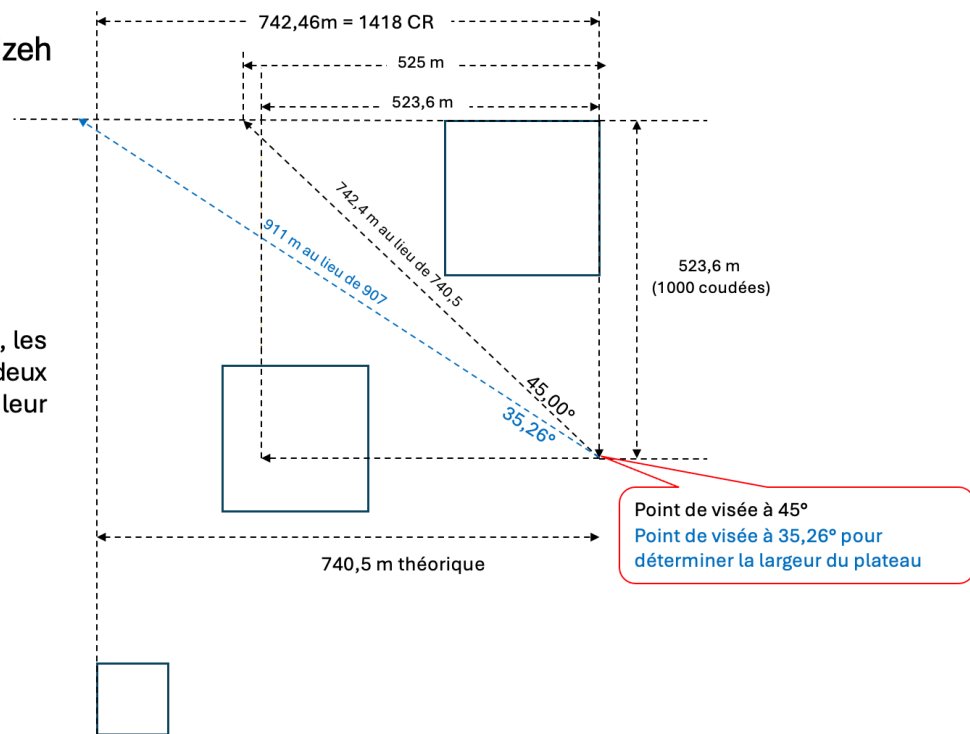 742,46m = 1418 CR
zeh
525 m
523,6 m
742,4 m au lieu de 740,5
911 m au lieu de 907
523,6 m
(1000 coudées)
, les
deux
leur
45,00°
35,26°
Point de visée à 45°
Point de visée à 35,26° pour
déterminer la largeur du plateau
740,5 m théorique